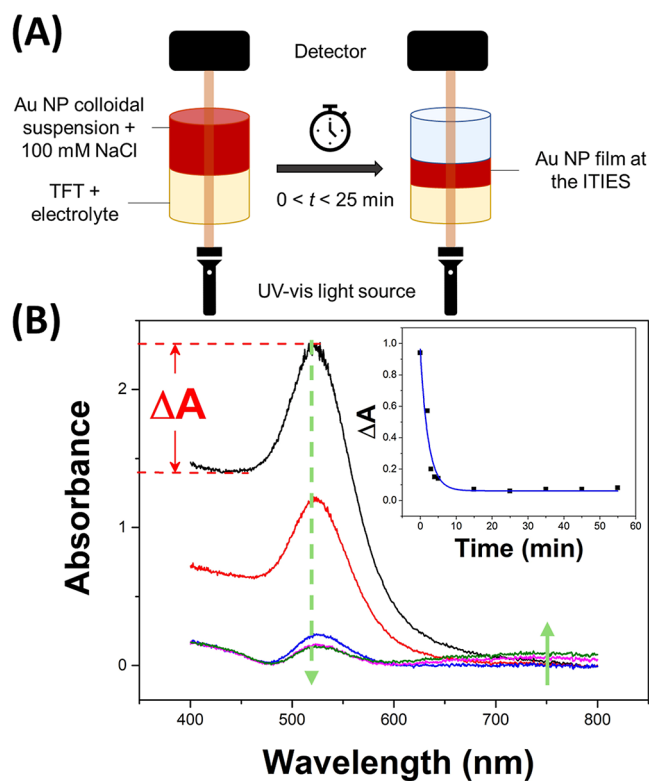 (A)
Detector
Au NP colloidal
suspension +
100 mM NaCl
TFT +
electrolyte
0 < t < 25 min
Au NP film at
the ITIES
UV-vis light source
(B)
ΔA
Absorbance
2
1
0
400
500
600
700
800
Wavelength (nm)
ΔA
1.0
0.8
0.6
0.4
0.2
0.0
0
10
20
30
40
50
60
Time (min)